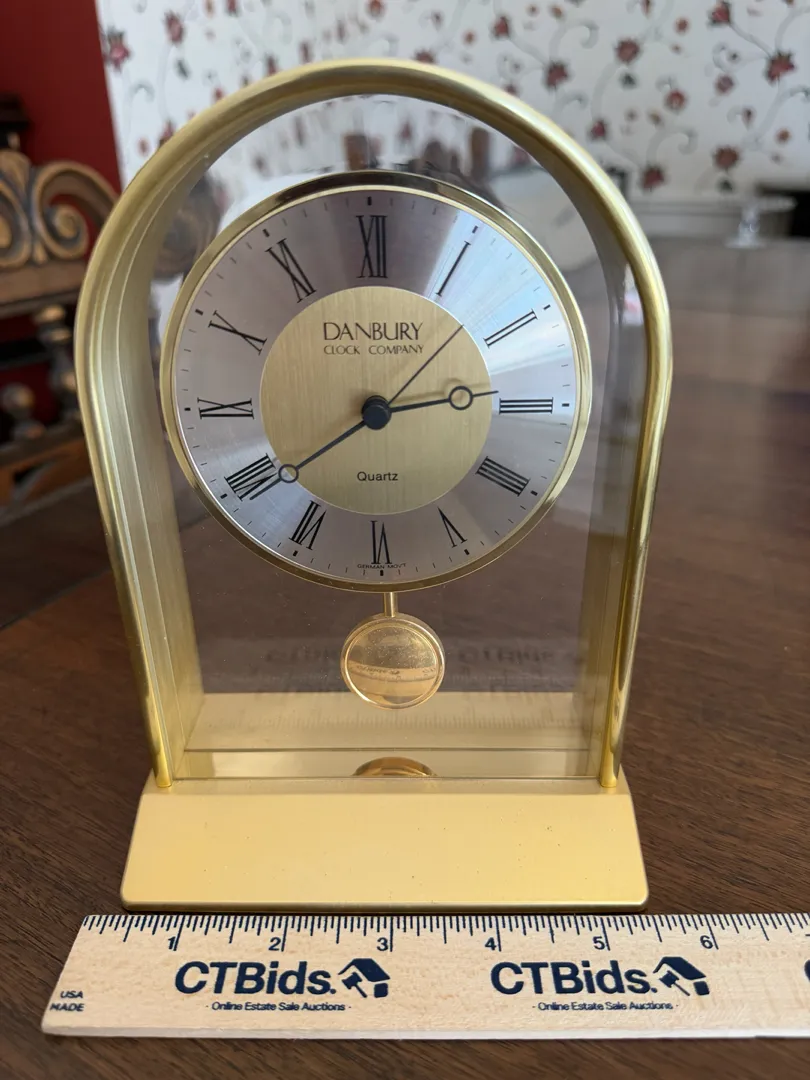 XII
XI
I
X
II
DANBURY
CLOCK COMPANY
IX
III
Quartz
VIII
IIII
VII
V
VI
GERMAN MOV'T
1 2 3 4 5 6
CTBids. CTBids.
Online Estate Sale Auctions Online Estate Sale Auctions
USA
MADE